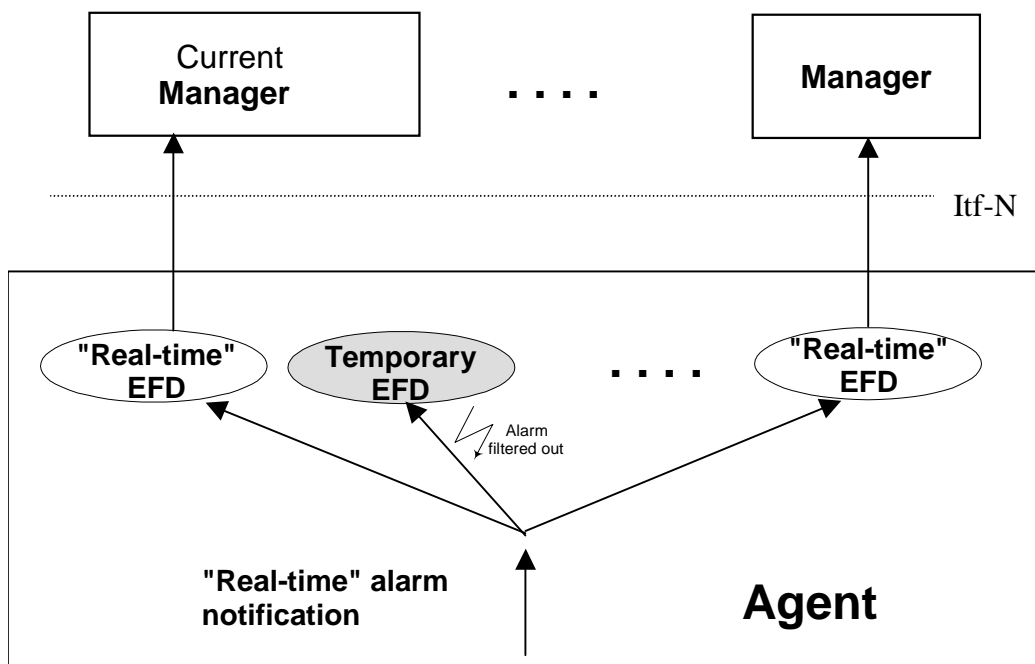 Current
Manager
. . . .
Manager
Itf-N
"Real-time"
EFD
Temporary
EFD
. . . .
"Real-time"
EFD
Alarm
filtered out
"Real-time" alarm
notification
Agent